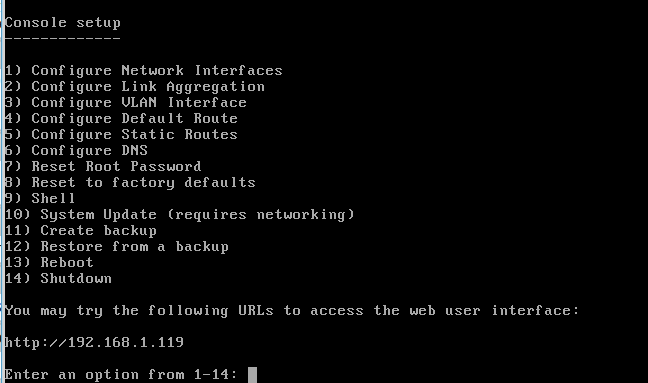 Console setup
-------------
1) Configure Network Interfaces
2) Configure Link Aggregation
3) Configure VLAN Interface
4) Configure Default Route
5) Configure Static Routes
6) Configure DNS
7) Reset Root Password
8) Reset to factory defaults
9) Shell
10) System Update (requires networking)
11) Create backup
12) Restore from a backup
13) Reboot
14) Shutdown
You may try the following URLs to access the web user interface:
http://192.168.1.119
Enter an option from 1-14: